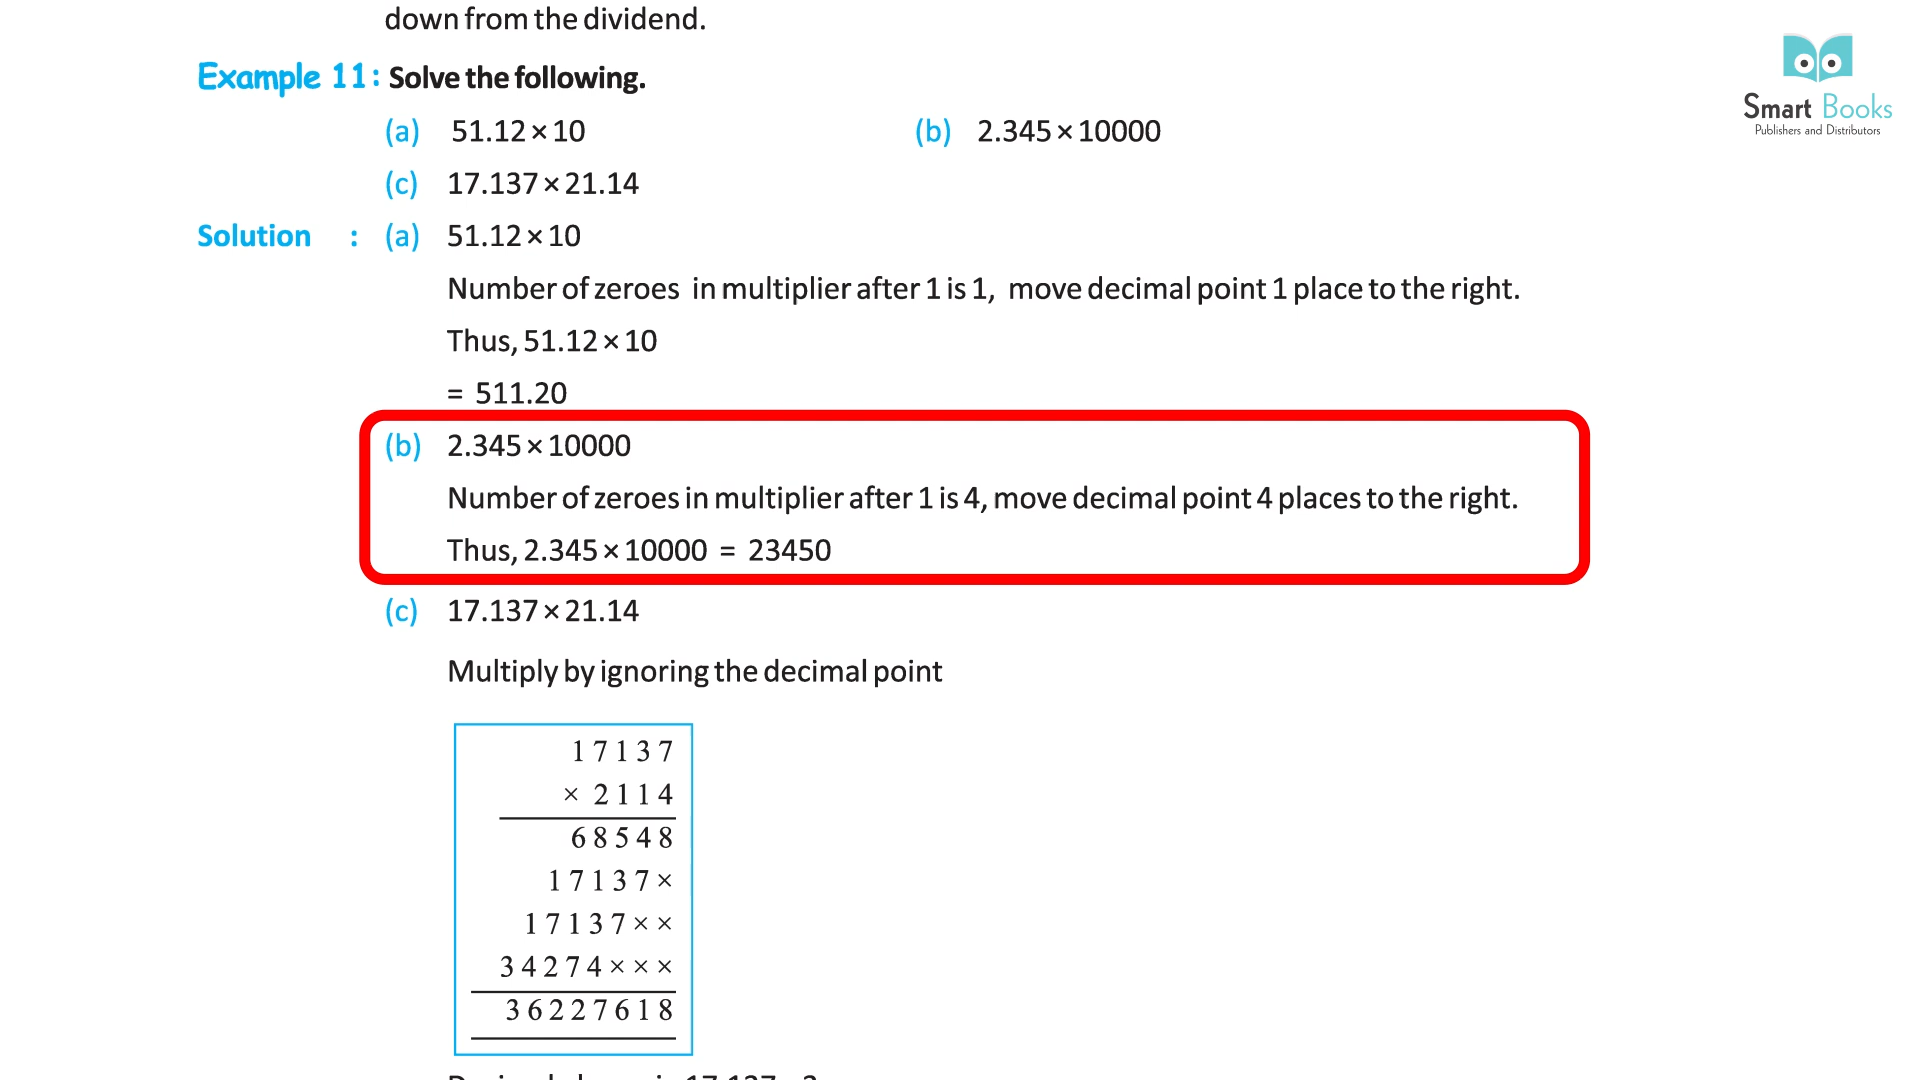 down from the dividend.
Example 11: Solve the following.
(a) 51.12 × 10 (b) 2.345 × 10000
(c) 17.137 × 21.14
Solution : (a) 51.12 × 10
Number of zeroes in multiplier after 1 is 1, move decimal point 1 place to the right.
Thus, 51.12 × 10
= 511.20
(b) 2.345 × 10000
Number of zeroes in multiplier after 1 is 4, move decimal point 4 places to the right.
Thus, 2.345 × 10000 = 23450
(c) 17.137 × 21.14
Multiply by ignoring the decimal point
1 7 1 3 7
× 2 1 1 4
6 8 5 4 8
1 7 1 3 7 ×
1 7 1 3 7 × ×
3 4 2 7 4 × × ×
3 6 2 2 7 6 1 8
Smart Books
Publishers and Distributors